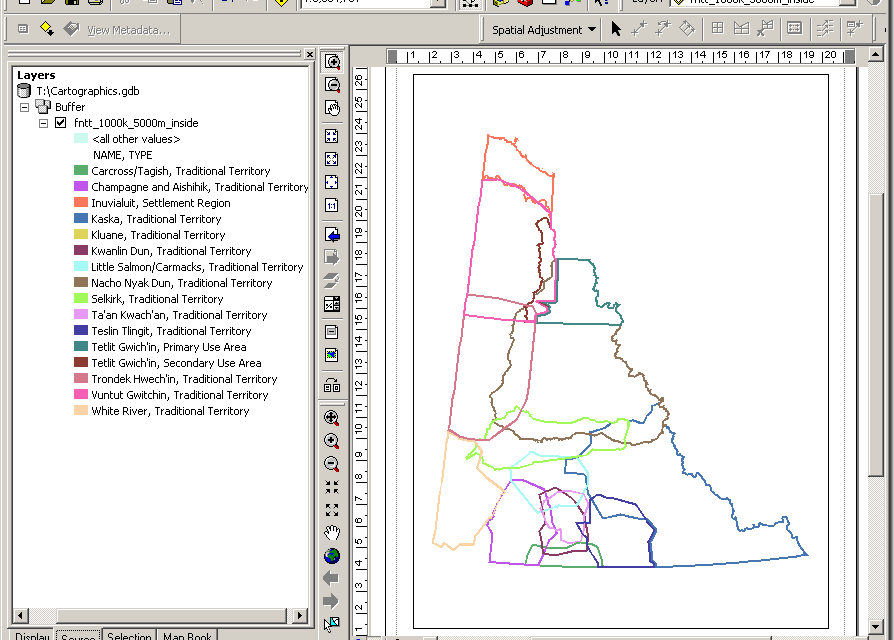 View Metadata...
Spatial Adjustment
Layers
T:\Cartographics.gdb
Buffer
fntt_1000k_5000m_inside
<all other values>
NAME, TYPE
Carcross/Tagish, Traditional Territory
Champagne and Aishihik, Traditional Territory
Inuvialuit, Settlement Region
Kaska, Traditional Territory
Kluane, Traditional Territory
Kwanlin Dun, Traditional Territory
Little Salmon/Carmacks, Traditional Territory
Nacho Nyak Dun, Traditional Territory
Selkirk, Traditional Territory
Ta'an Kwach'an, Traditional Territory
Teslin Tlingit, Traditional Territory
Tetlit Gwich'in, Primary Use Area
Tetlit Gwich'in, Secondary Use Area
Trondek Hwech'in, Traditional Territory
Vuntut Gwitchin, Traditional Territory
White River, Traditional Territory
1:1
1 2 3 4 5 6 7 8 9 10 11 12 13 14 15 16 17 18 19 20
26
25
24
23
22
21
20
19
18
17
16
15
14
13
12
11
10
9
8
7
6
5
4
3
2
1
Display Source Selection Map Book